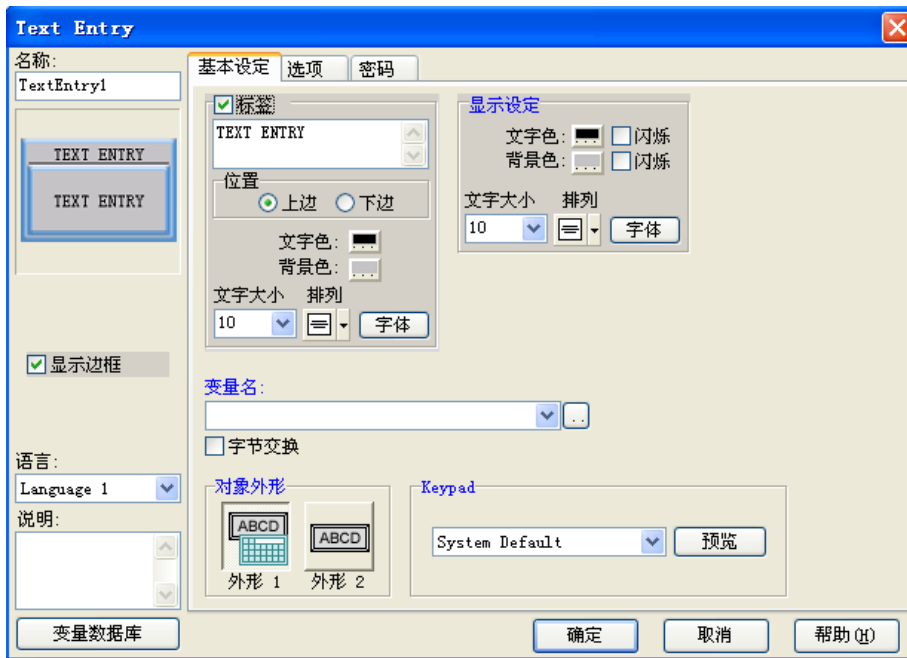 Text Entry
名称:
TextEntry1
TEXT ENTRY
TEXT ENTRY
显示边框
语言:
Language 1
说明:
变量数据库
基本设定 选项 密码
标签
TEXT ENTRY
位置
上边 下边
文字色: ...
背景色: ...
文字大小 排列
10 字体
显示设定
文字色: ... 闪烁
背景色: ... 闪烁
文字大小 排列
10 字体
变量名:
..
字节交换
对象外形
ABCD ABCD
外形 1 外形 2
Keypad
System Default 预览
确定 取消 帮助(H)